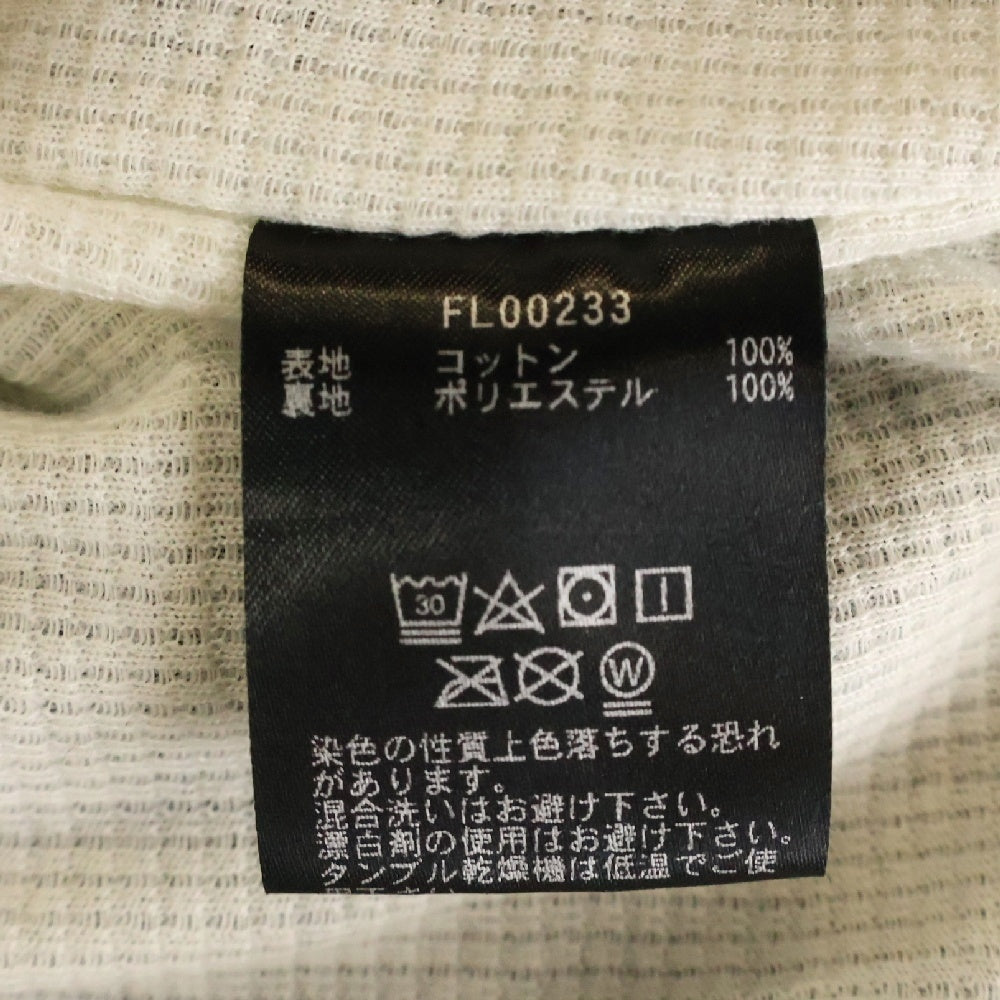 FL00233
表地 コットン 100%
裏地 ポリエステル 100%
30
W
染色の性質上色落ちする恐れ
があります。
混合洗いはお避け下さい。
漂白剤の使用はお避け下さい。
タンブル乾燥機は低温でご使